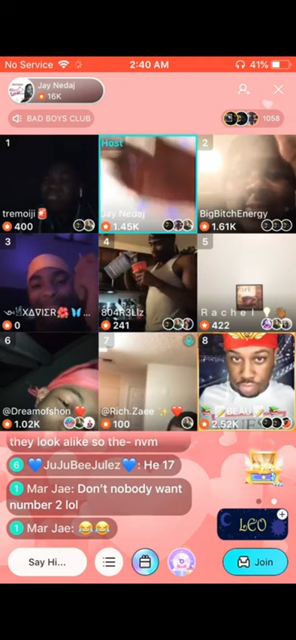 No Service 2:40 AM 41%
Jay Nedaj
16K
BAD BOYS CLUB 1058
1 Host 2
tremoiji Jay Nedaj BigBitchEnergy
400 1.45K 1.61K
3 4 5
804R3LIz R a c h e l
0 241 422
6 7 8
@Dreamofshon @Rich.Zaee BEAU
1.02K 100 2.52K
they look alike so the- nvm
6 💙JuJuBeeJulez💙: He 17
1 Mar Jae: Don't nobody want
number 2 lol
1 Mar Jae: 😂😂
LEO
Say Hi... Join